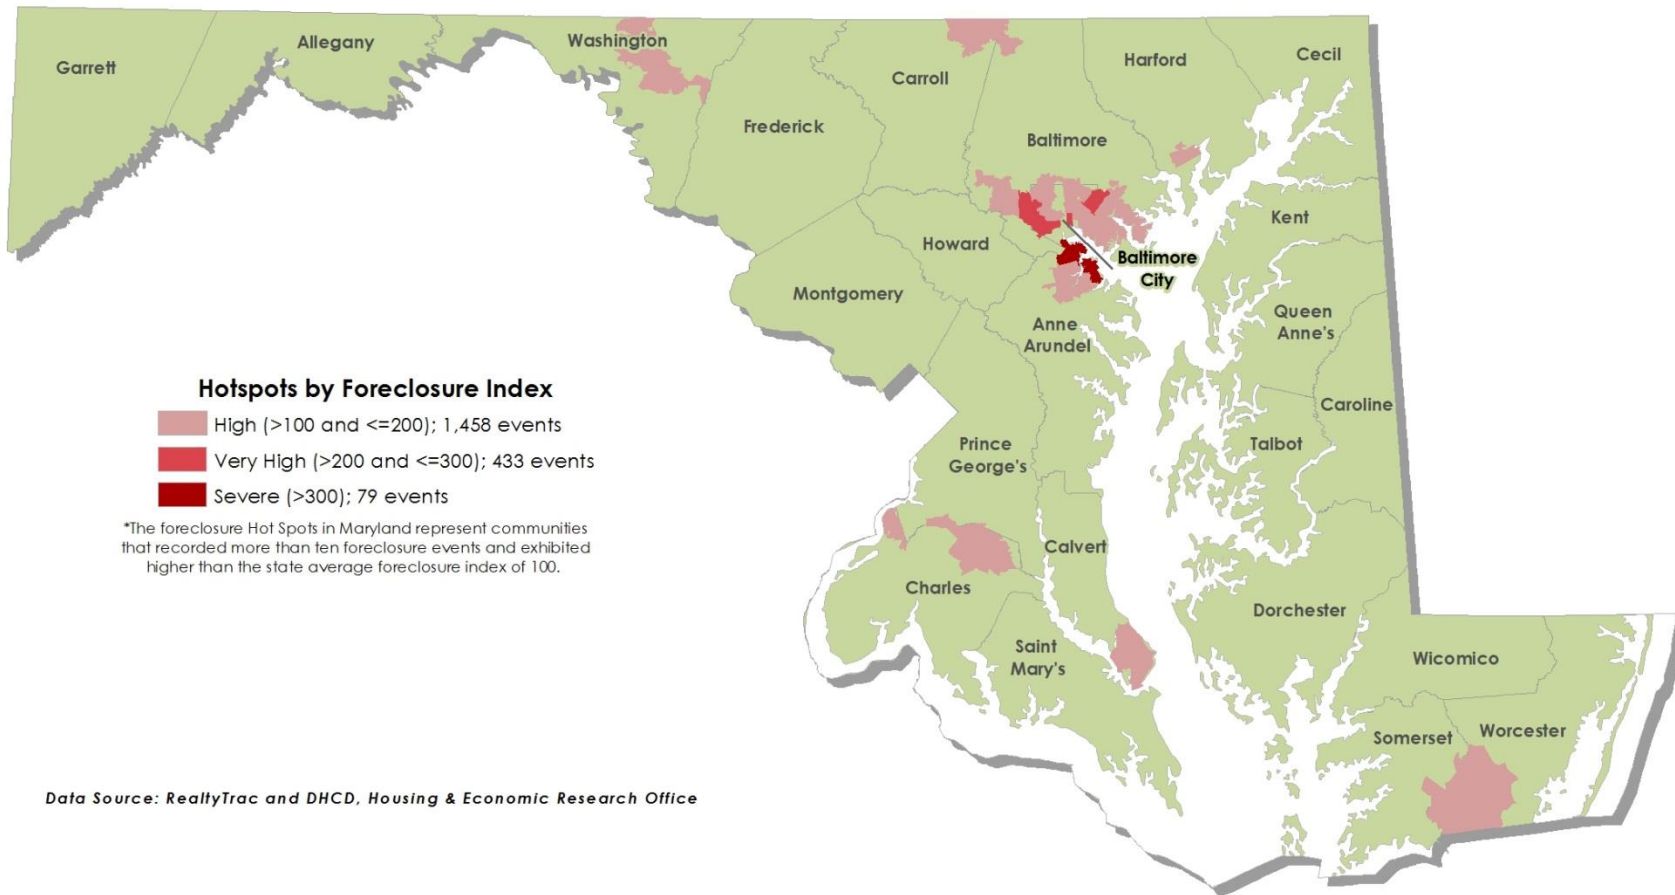 Garrett
Allegany
Washington
Frederick
Carroll
Harford
Cecil
Baltimore
Kent
Howard
Baltimore
City
Montgomery
Queen
Anne's
Anne
Arundel
Caroline
Talbot
Prince
George's
Calvert
Charles
Dorchester
Saint
Mary's
Wicomico
Somerset
Worcester
Hotspots by Foreclosure Index
High (>100 and <=200); 1,458 events
Very High (>200 and <=300); 433 events
Severe (>300); 79 events
*The foreclosure Hot Spots in Maryland represent communities
that recorded more than ten foreclosure events and exhibited
higher than the state average foreclosure index of 100.
Data Source: RealtyTrac and DHCD, Housing & Economic Research Office